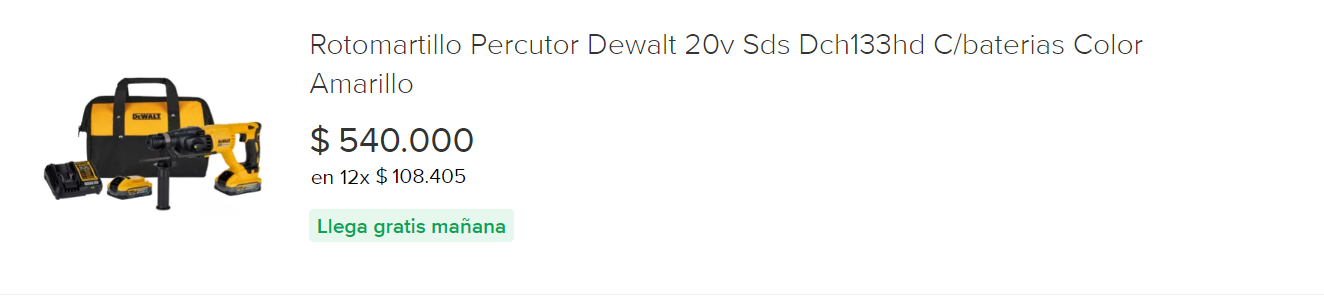 Rotomartillo Percutor Dewalt 20v Sds Dch133hd C/baterias Color
Amarillo
DEWALT
$ 540.000
en 12x $ 108.405
Llega gratis mañana